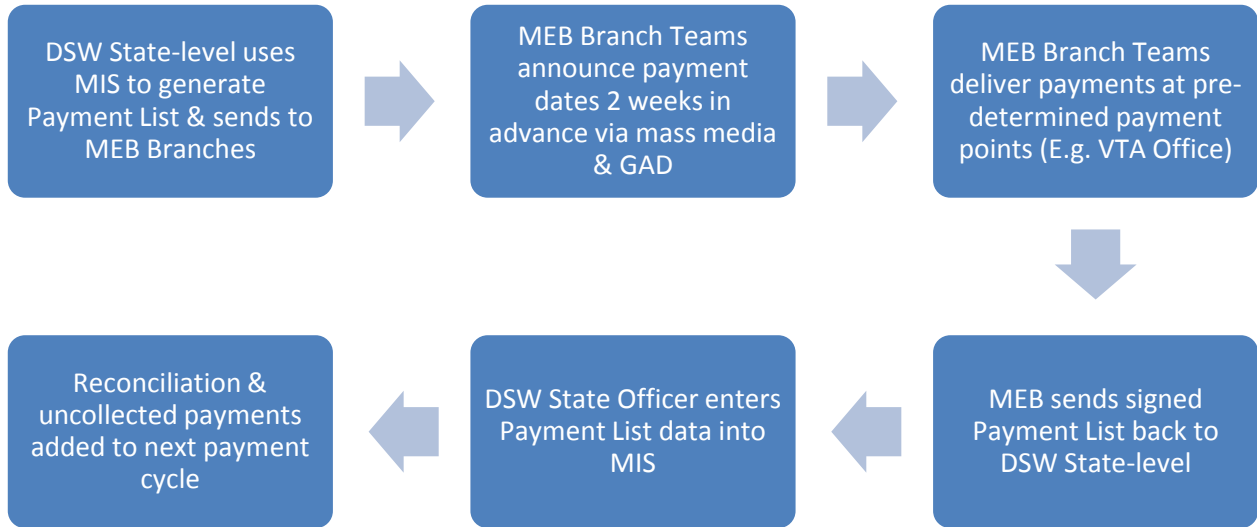 DSW State-level uses
MIS to generate
Payment List & sends to
MEB Branches
MEB Branch Teams
announce payment
dates 2 weeks in
advance via mass media
& GAD
MEB Branch Teams
deliver payments at pre-
determined payment
points (E.g. VTA Office)
MEB sends signed
Payment List back to
DSW State-level
DSW State Officer enters
Payment List data into
MIS
Reconciliation &
uncollected payments
added to next payment
cycle